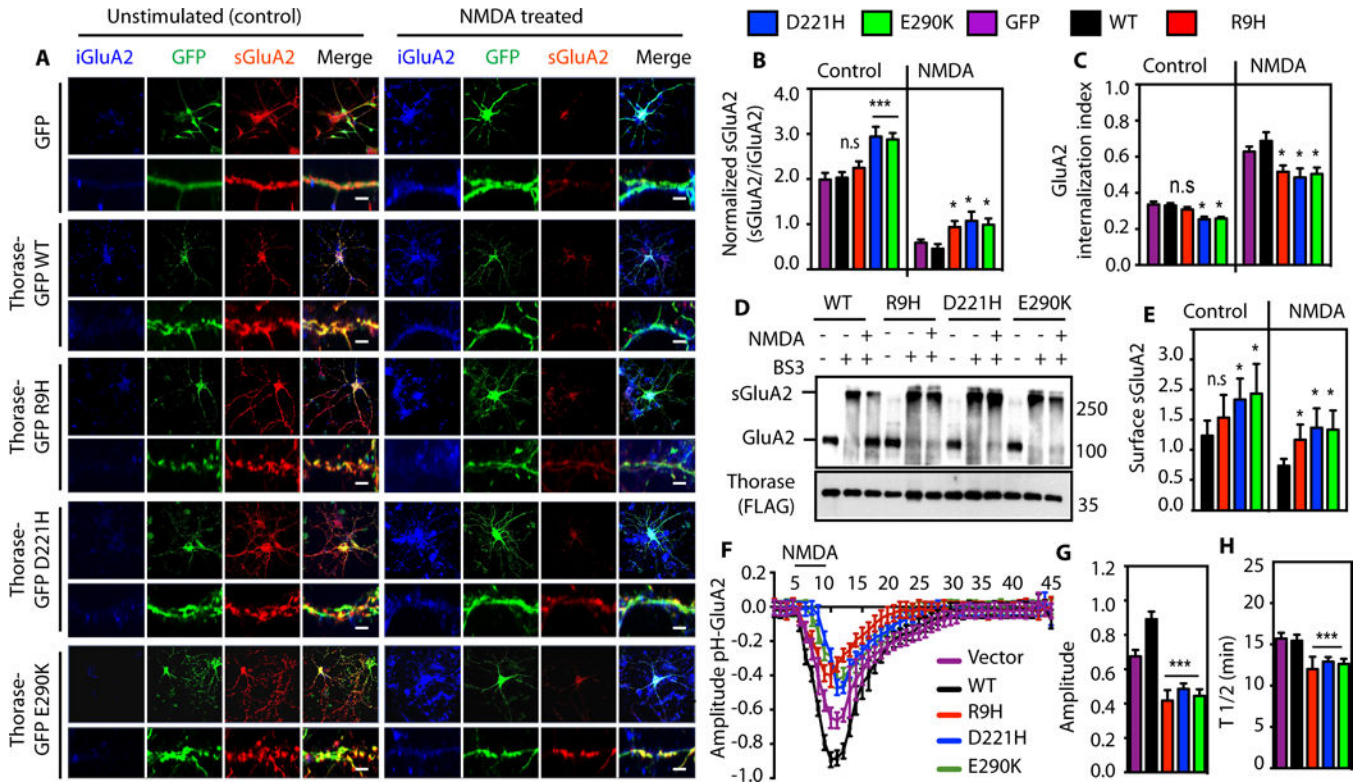 Unstimulated (control)
NMDA treated
A
iGluA2 GFP sGluA2 Merge
iGluA2 GFP sGluA2 Merge
GFP
Thorase-
GFP WT
Thorase-
GFP R9H
Thorase-
GFP D221H
Thorase-
GFP E290K
D221H E290K GFP WT R9H
B
Control NMDA
Normalized sGluA2
(sGluA2/iGluA2)
4.0
3.0
2.0
1.0
0.0
n.s
***
* * *
C
Control NMDA
GluA2
internalization index
1.0
0.8
0.6
0.4
0.2
0.0
n.s
* *
* * *
D
WT R9H D221H E290K
NMDA - - + - - + - - + - - +
BS3 - + + - + + - + + - + +
sGluA2
GluA2
250
100
Thorase
(FLAG)
35
E
Control NMDA
Surface sGluA2
3.0
2.5
1.5
1.0
0.5
0.0
n.s
* *
* * *
F
NMDA
5 10 15 20 25 30 35 40 45
Amplitude pH-GluA2
0.2
0.0
-0.2
-0.4
-0.6
-0.8
-1.0
Vector
WT
R9H
D221H
E290K
G
Amplitude
1.2
1.0
0.8
0.6
0.4
0.2
0.0
***
H
T 1/2 (min)
25
20
15
10
5
0
***